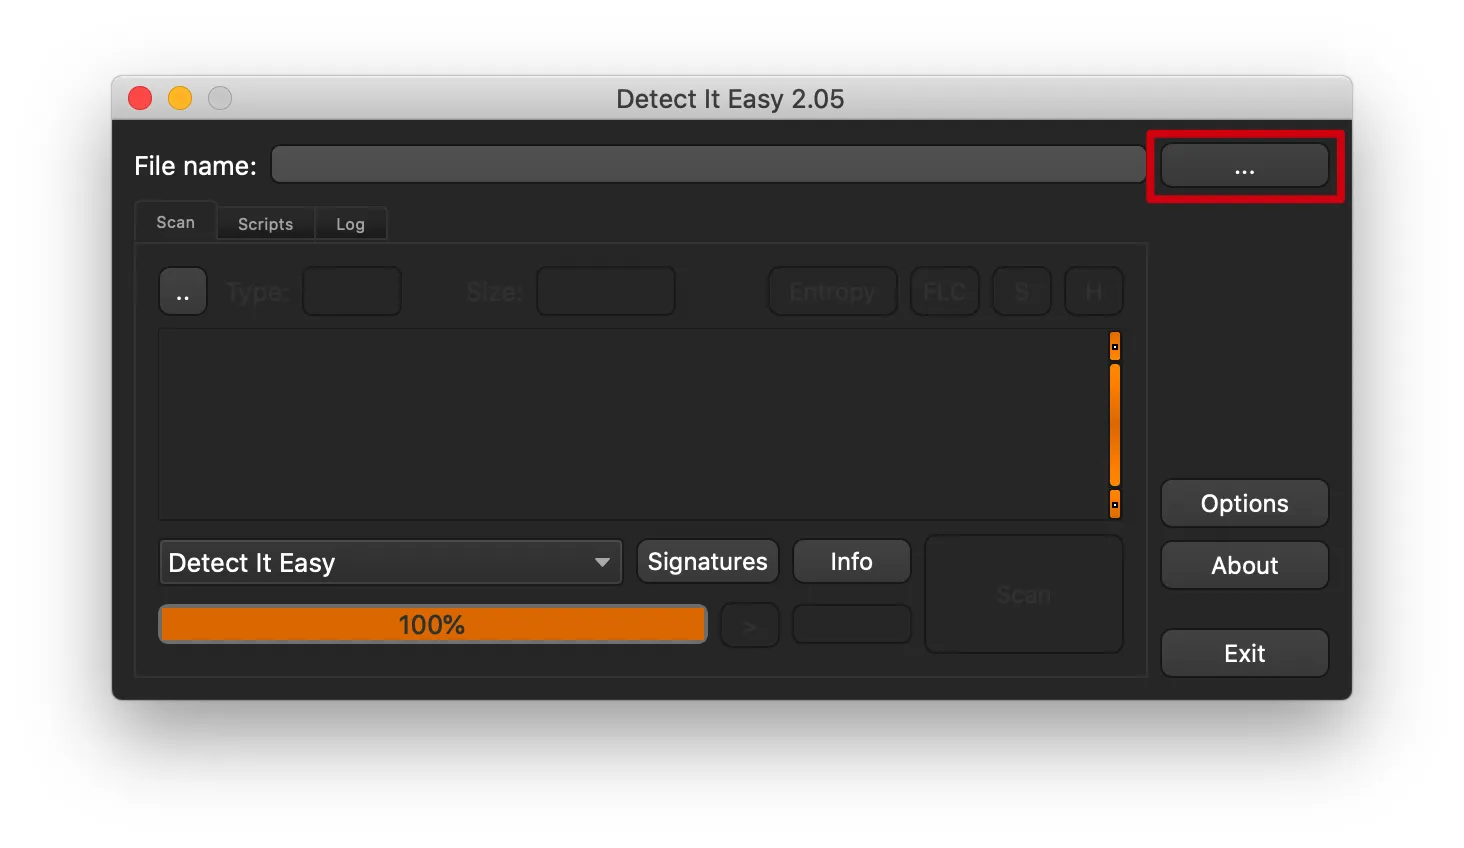 Detect It Easy 2.05
File name:
...
Scan
Scripts
Log
..
Type:
Size:
Entropy
FLC
S
H
Options
Detect It Easy
Signatures
Info
About
Scan
100%
>
Exit